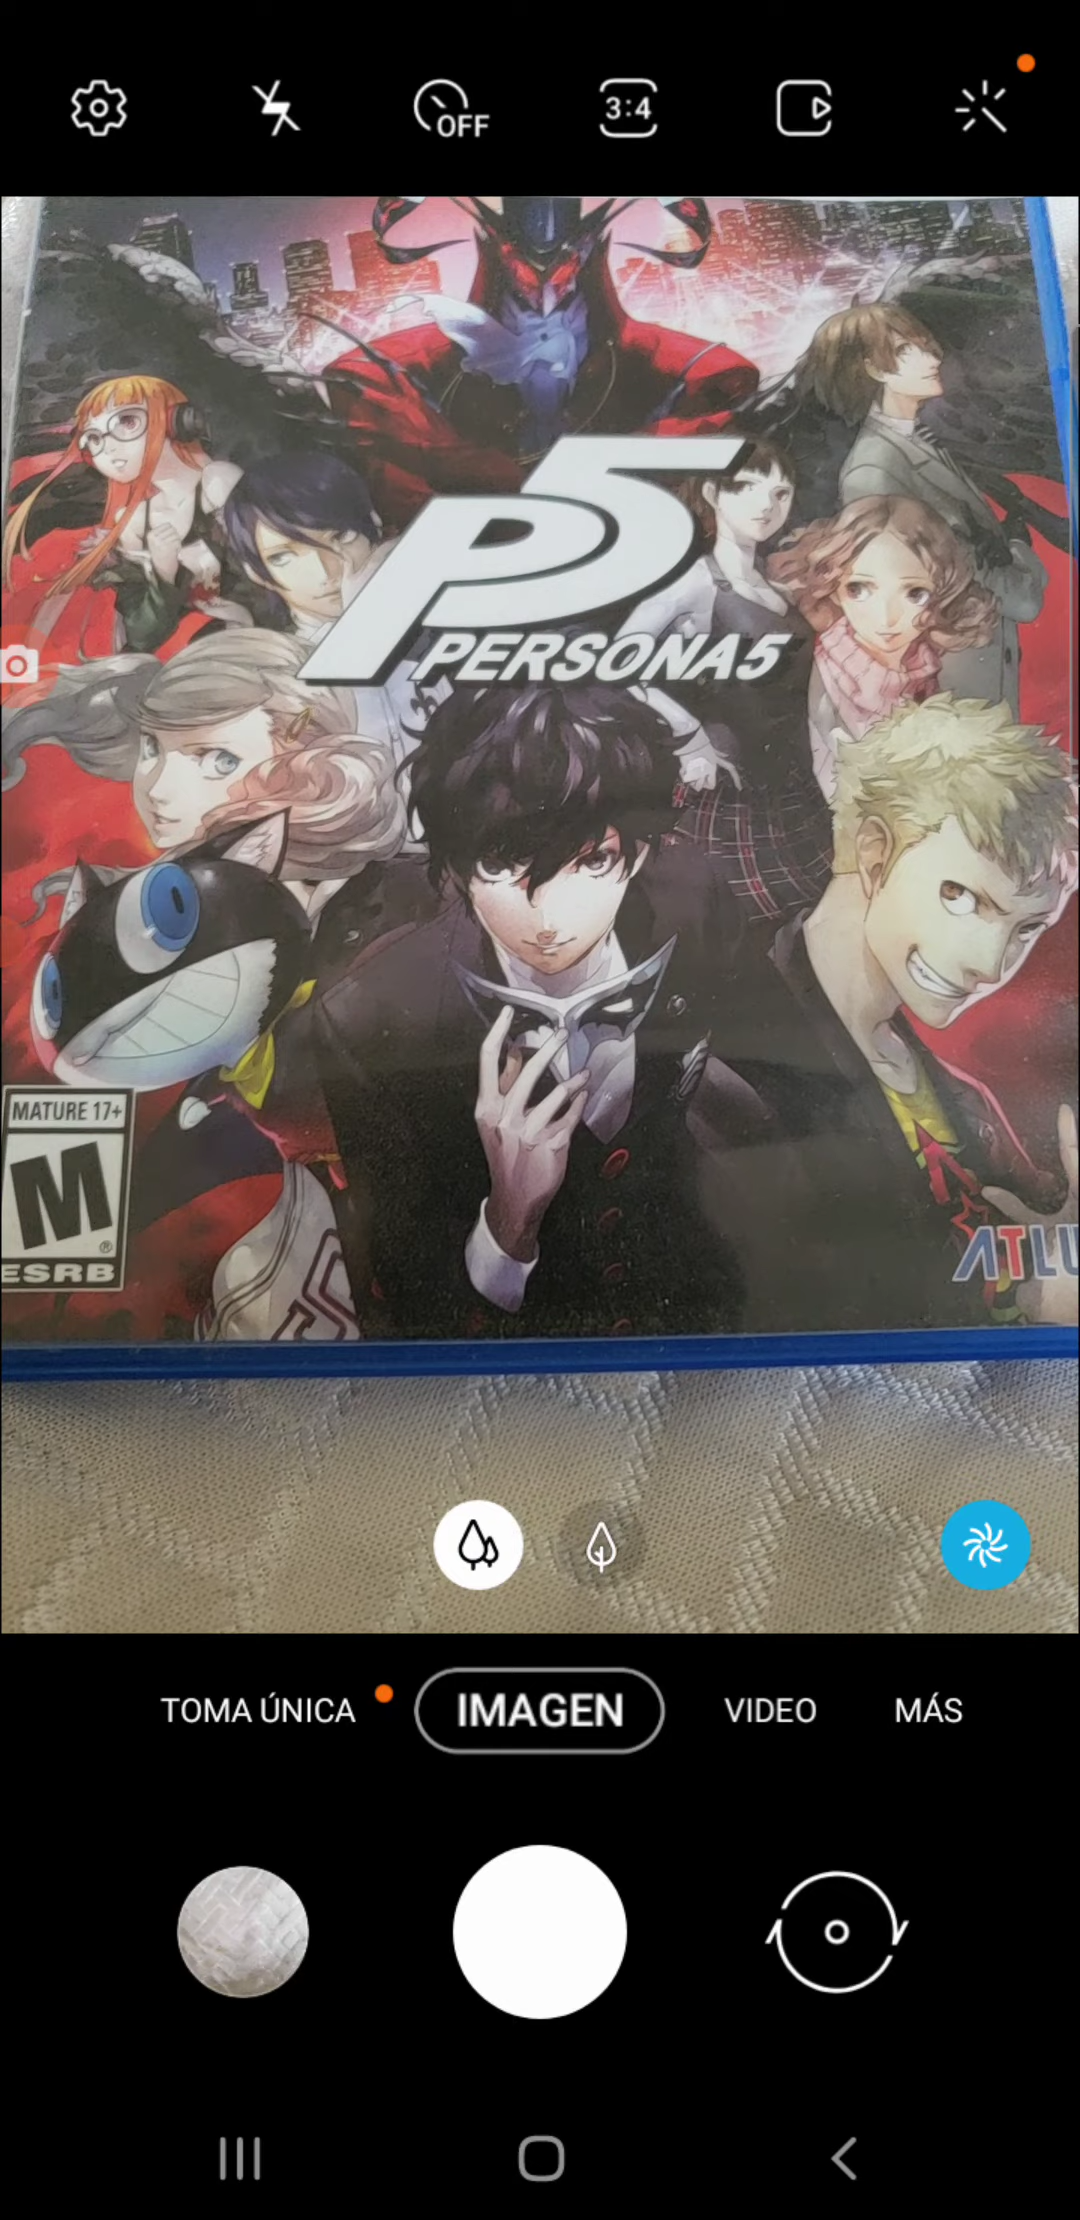 OFF
3:4
P5
PERSONA5
MATURE 17+
M
®
ESRB
ATLU
S
TOMA ÚNICA
IMAGEN
VIDEO
MÁS